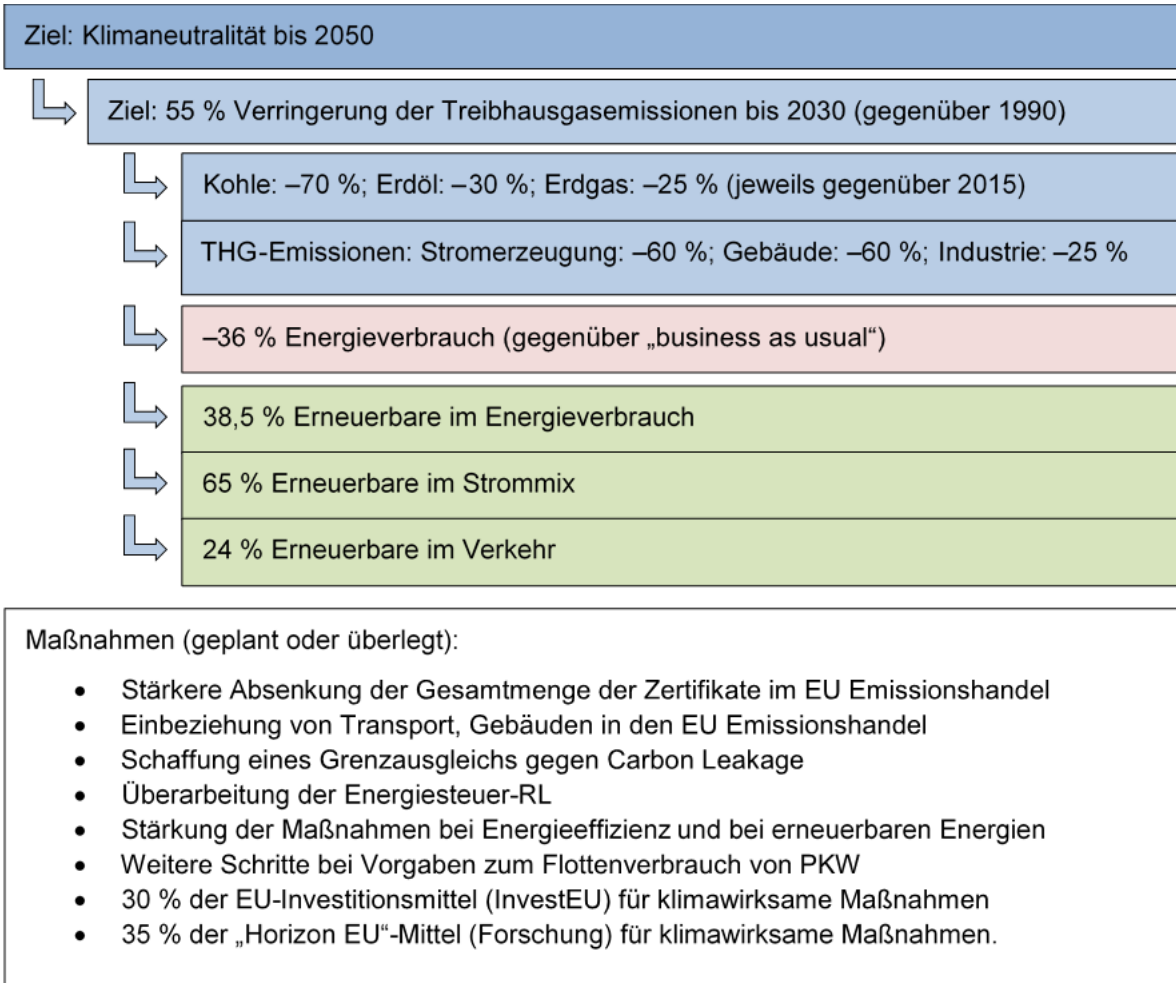 Ziel: Klimaneutralität bis 2050
Ziel: 55 % Verringerung der Treibhausgasemissionen bis 2030 (gegenüber 1990)
Kohle: –70 %; Erdöl: –30 %; Erdgas: –25 % (jeweils gegenüber 2015)
THG-Emissionen: Stromerzeugung: –60 %; Gebäude: –60 %; Industrie: –25 %
–36 % Energieverbrauch (gegenüber „business as usual“)
38,5 % Erneuerbare im Energieverbrauch
65 % Erneuerbare im Strommix
24 % Erneuerbare im Verkehr
Maßnahmen (geplant oder überlegt):
• Stärkere Absenkung der Gesamtmenge der Zertifikate im EU Emissionshandel
• Einbeziehung von Transport, Gebäuden in den EU Emissionshandel
• Schaffung eines Grenzausgleichs gegen Carbon Leakage
• Überarbeitung der Energiesteuer-RL
• Stärkung der Maßnahmen bei Energieeffizienz und bei erneuerbaren Energien
• Weitere Schritte bei Vorgaben zum Flottenverbrauch von PKW
• 30 % der EU-Investitionsmittel (InvestEU) für klimawirksame Maßnahmen
• 35 % der „Horizon EU“-Mittel (Forschung) für klimawirksame Maßnahmen.